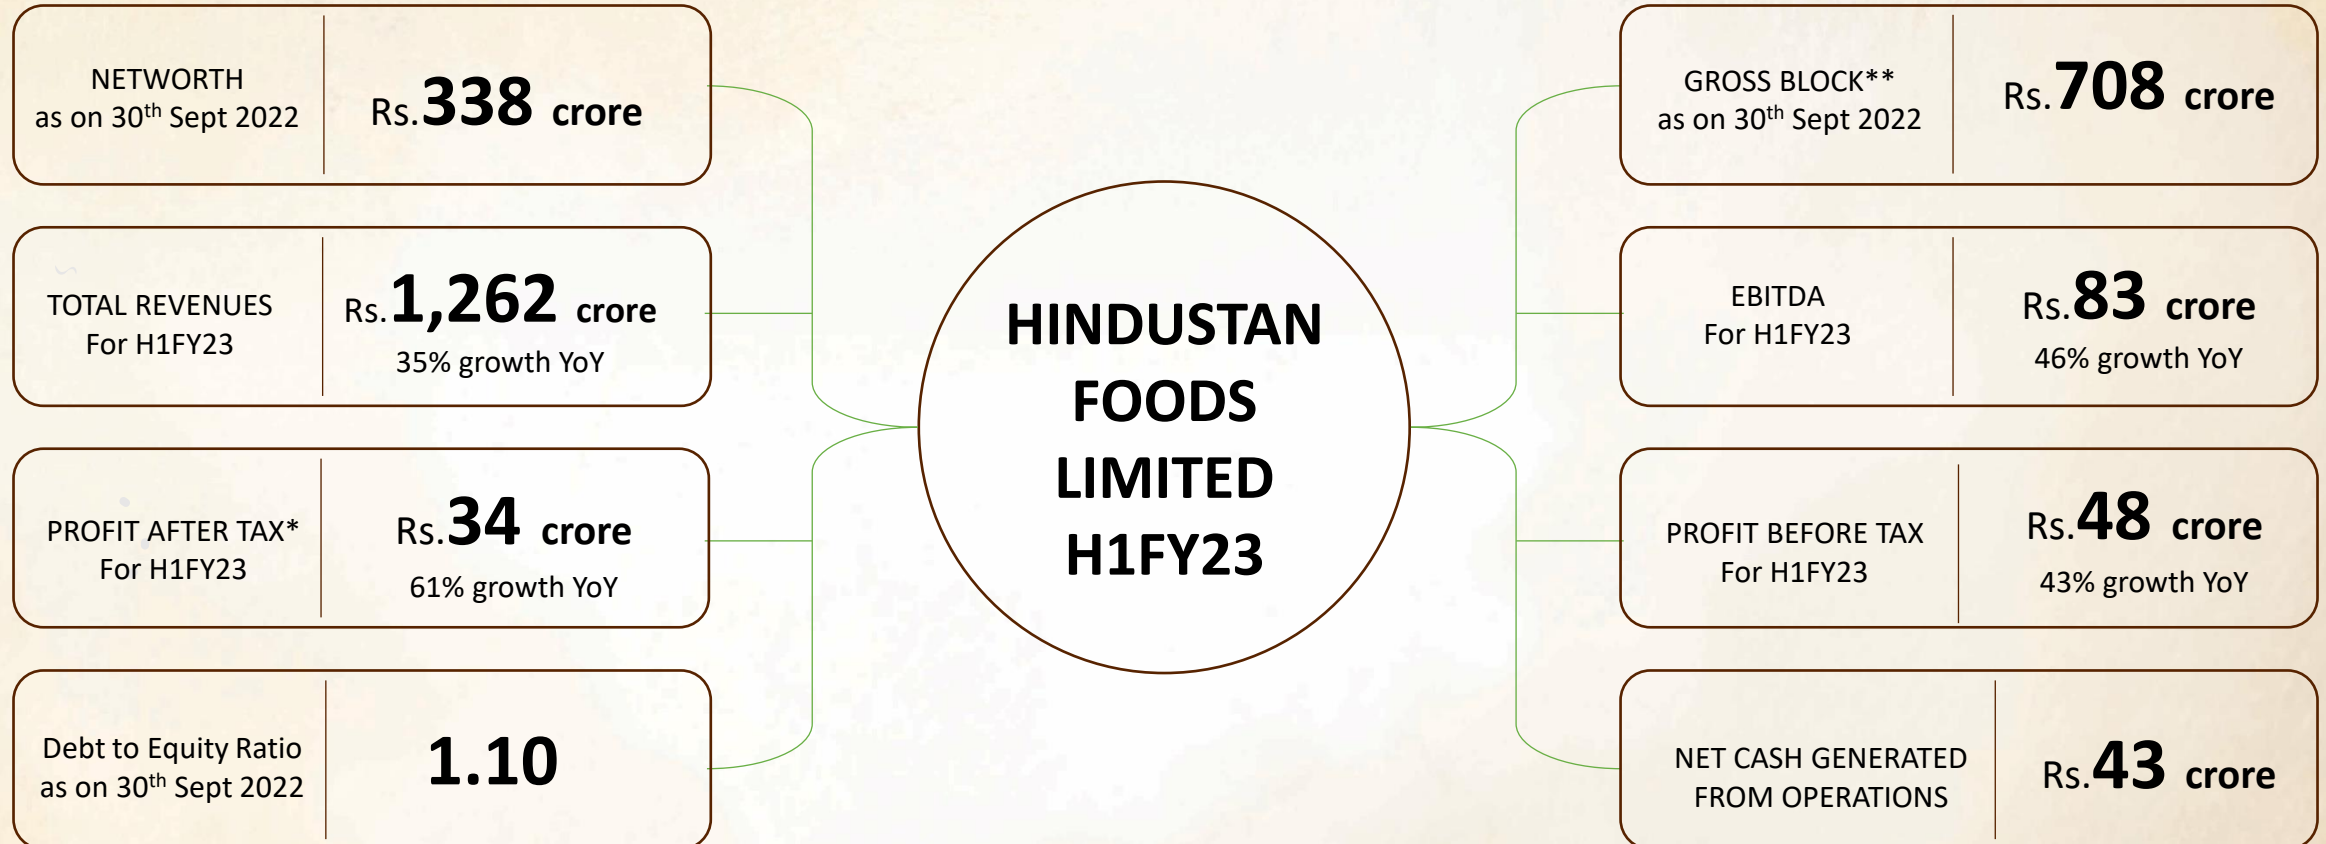 NETWORTH
as on 30th Sept 2022
Rs.338 crore
TOTAL REVENUES
For H1FY23
Rs.1,262 crore
35% growth YoY
PROFIT AFTER TAX*
For H1FY23
Rs.34 crore
61% growth YoY
Debt to Equity Ratio
as on 30th Sept 2022
1.10
HINDUSTAN
FOODS
LIMITED
H1FY23
GROSS BLOCK**
as on 30th Sept 2022
Rs.708 crore
EBITDA
For H1FY23
Rs.83 crore
46% growth YoY
PROFIT BEFORE TAX
For H1FY23
Rs.48 crore
43% growth YoY
NET CASH GENERATED
FROM OPERATIONS
Rs.43 crore